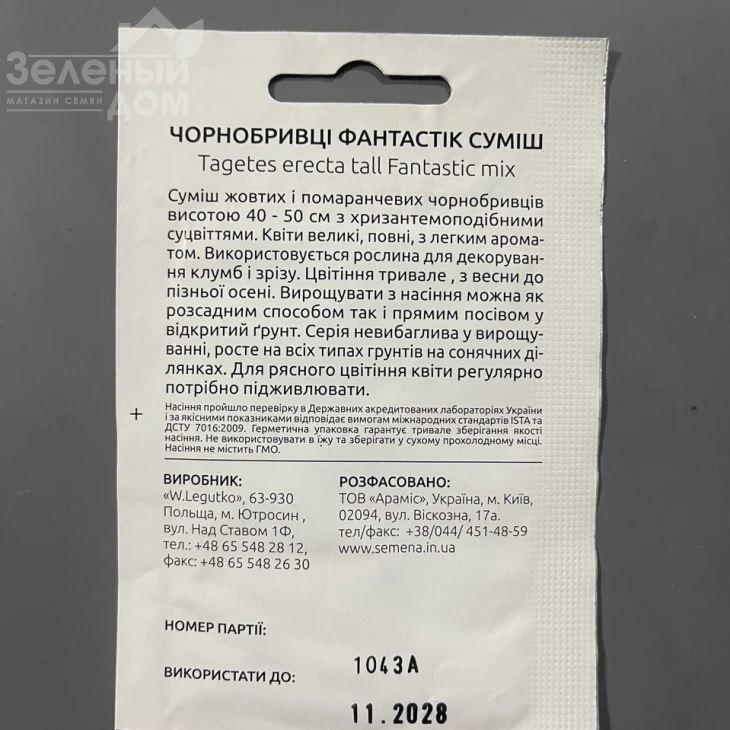 Зеленый
МАГАЗИН СЕМЯН
ДОМ
ЧОРНОБРИВЦІ ФАНТАСТІК СУМІШ
Tagetes erecta tall Fantastic mix
Суміш жовтих і помаранчевих чорнобривців
висотою 40 - 50 см з хризантемоподібними
суцвіттями. Квіти великі, повні, з легким арома-
том. Використовується рослина для декоруван-
ня клумб і зрізу. Цвітіння тривале , з весни до
пізньої осені. Вирощувати з насіння можна як
розсадним способом так і прямим посівом у
відкритий ґрунт. Серія невибаглива у вирощу-
ванні, росте на всіх типах грунтів на сонячних ді-
лянках. Для рясного цвітіння квіти регулярно
потрібно підживлювати.
Насіння пройшло перевірку в Державних акредитованих лабораторіях України
і за якісними показниками відповідає вимогам міжнародних стандартів ISTA та
ДСТУ 7016:2009. Герметична упаковка гарантує тривале зберігання якості
насіння. Не використовувати в їжу та зберігати у сухому прохолодному місці.
Насіння не містить ГМО.
ВИРОБНИК:
«W.Legutko», 63-930
Польща, м. Ютросин ,
вул. Над Ставом 1Ф,
тел.: +48 65 548 28 12,
факс: +48 65 548 26 30
РОЗФАСОВАНО:
ТОВ «Араміс», Україна, м. Київ,
02094, вул. Віскозна, 17а.
тел/факс: +38/044/ 451-48-59
www.semena.in.ua
НОМЕР ПАРТІЇ:
1043A
ВИКОРИСТАТИ ДО:
11.2028